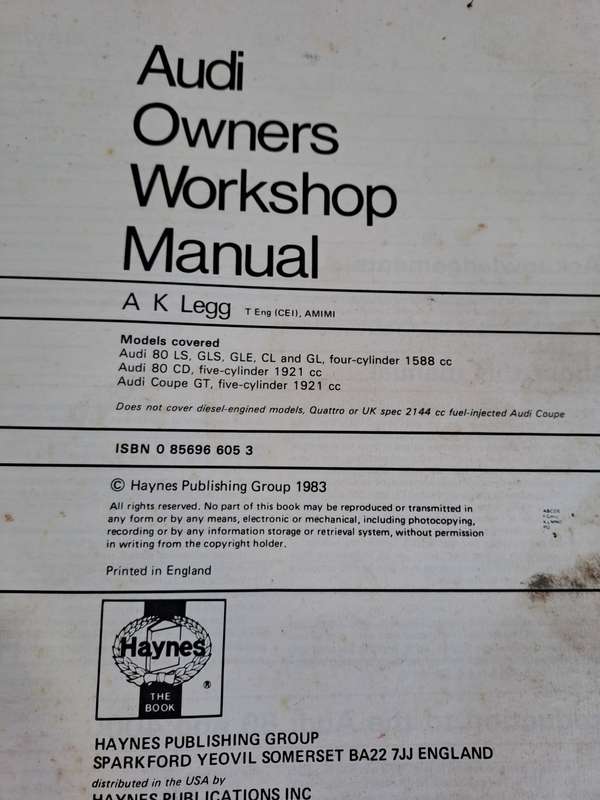 Audi
Owners
Workshop
Manual
A K Legg T Eng (CEI), AMIMI
Models covered
Audi 80 LS, GLS, GLE, CL and GL, four-cylinder 1588 cc
Audi 80 CD, five-cylinder 1921 cc
Audi Coupe GT, five-cylinder 1921 cc
Does not cover diesel-engined models, Quattro or UK spec 2144 cc fuel-injected Audi Coupe
ISBN 0 85696 605 3
© Haynes Publishing Group 1983
All rights reserved. No part of this book may be reproduced or transmitted in
any form or by any means, electronic or mechanical, including photocopying,
recording or by any information storage or retrieval system, without permission
in writing from the copyright holder.
ABCDE
Printed in England
Haynes
®
THE
BOOK
HAYNES PUBLISHING GROUP
SPARKFORD YEOVIL SOMERSET BA22 7JJ ENGLAND
distributed in the USA by
HAYNES PUBLICATIONS INC